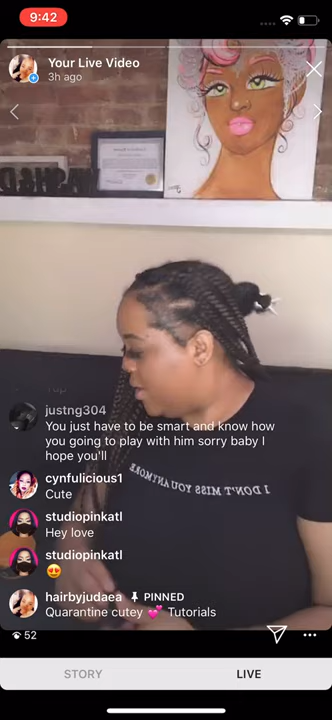 9:42
Your Live Video
3h ago
justng304
You just have to be smart and know how
you going to play with him sorry baby I
hope you'll
cynfulicious1
Cute
studiopinkatl
Hey love
studiopinkatl
😍
hairbyjudaea PINNED
Quarantine cutey 💕 Tutorials
I DON'T MISS YOU ANYMORE
52
STORY LIVE